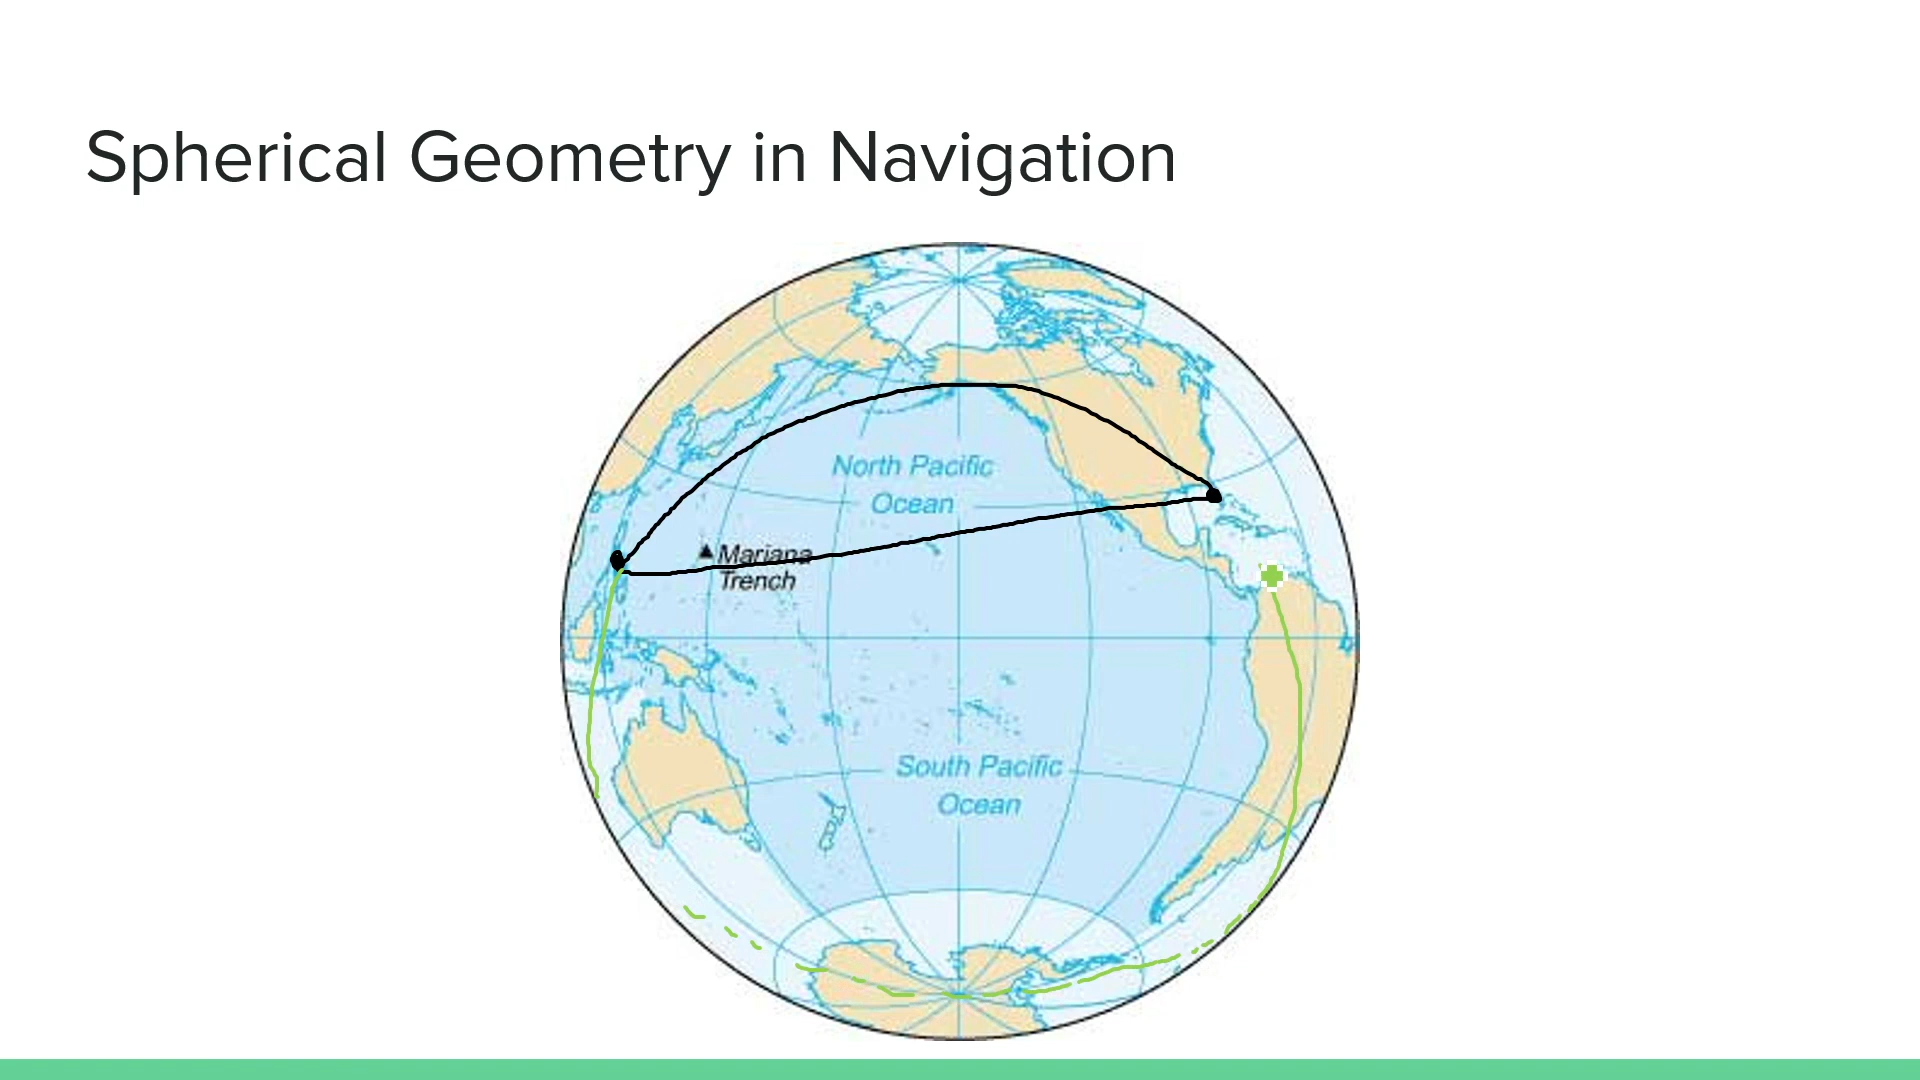 Spherical Geometry in Navigation
North Pacific
Ocean
Mariana
Trench
South Pacific
Ocean